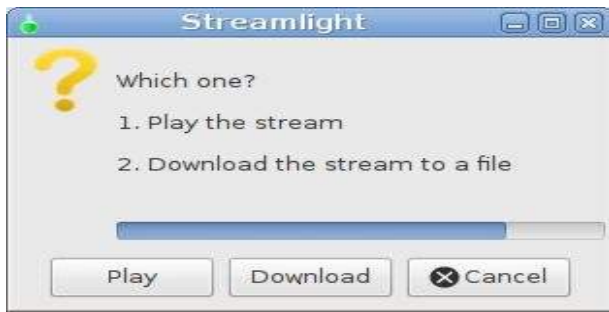 Streamlight
Which one?
1. Play the stream
2. Download the stream to a file
Play Download Cancel